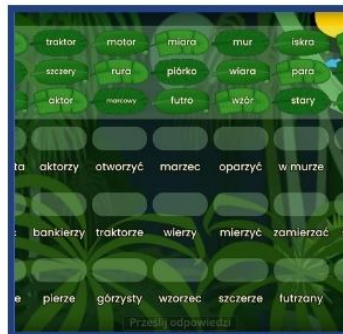 traktor motor miara mur iskra
szczery rura piórko wiara para
aktor marcowy futro wzór stary
ta aktorzy otworzyć marzec oparzyć w murze
bankierzy traktorze wierzy mierzyć zamierzać
e pierze górzysty wzorzec szczerze futrzany
Prześlij odpowiedzi